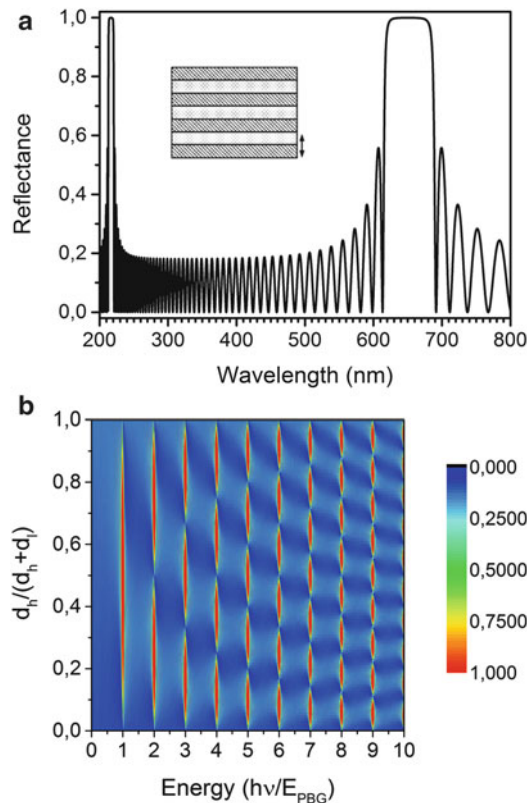 a
1,0
0,8
0,6
0,4
0,2
0,0
Reflectance
200 300 400 500 600 700 800
Wavelength (nm)
b
1,0
0,8
0,6
0,4
0,2
0,0
d_h/(d_h+d_l)
0 1 2 3 4 5 6 7 8 9 10
Energy (hν/E_PBG)
0,000
0,2500
0,5000
0,7500
1,000